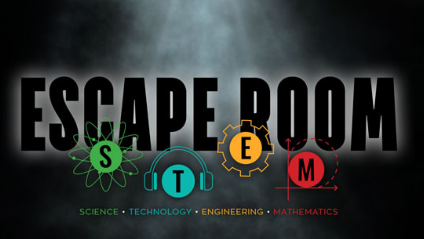 ESCAPE ROOM
S T E M
SCIENCE • TECHNOLOGY • ENGINEERING • MATHEMATICS